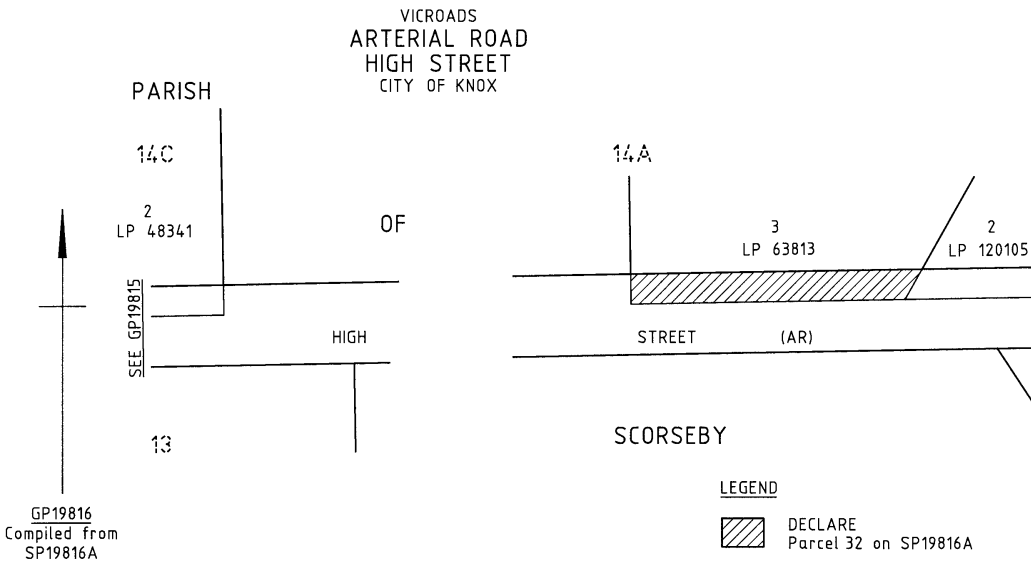 VICROADS
ARTERIAL ROAD
HIGH STREET
CITY OF KNOX
PARISH
14C
14A
2
LP 48341
OF
3
LP 63813
2
LP 120105
SEE GP19815
HIGH
STREET
(AR)
13
SCORSEBY
GP19816
Compiled from
SP19816A
LEGEND
DECLARE
Parcel 32 on SP19816A